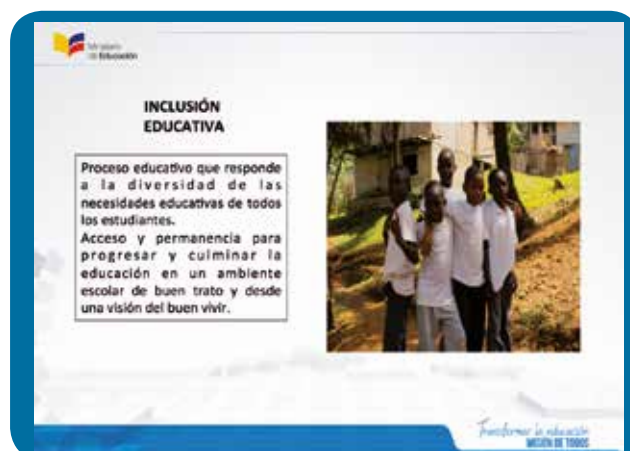 Ministerio
de Educación
INCLUSIÓN
EDUCATIVA
Proceso educativo que responde
a la diversidad de las
necesidades educativas de todos
los estudiantes.
Acceso y permanencia para
progresar y culminar la
educación en un ambiente
escolar de buen trato y desde
una visión del buen vivir.
Transformar la educación
MISIÓN DE TODOS